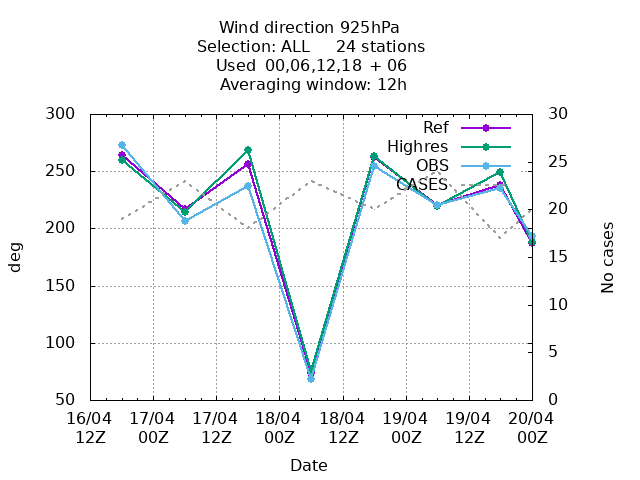 Wind direction 925hPa
Selection: ALL 24 stations
Used 00,06,12,18 + 06
Averaging window: 12h
300
250
200
150
100
50
30
25
20
15
10
5
0
Ref
Highres
OBS
CASES
deg
No cases
16/04 17/04 17/04 18/04 18/04 19/04 19/04 20/04
12Z 00Z 12Z 00Z 12Z 00Z 12Z 00Z
Date